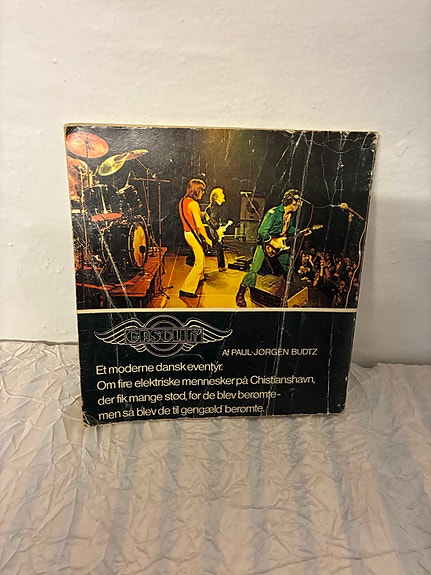 GASOLIN'
Af PAUL-JØRGEN BUDTZ
Et moderne dansk eventyr.
Om fire elektriske mennesker på Chistianshavn,
der fik mange stød, før de blev berømte -
men så blev de til gengæld berømte.